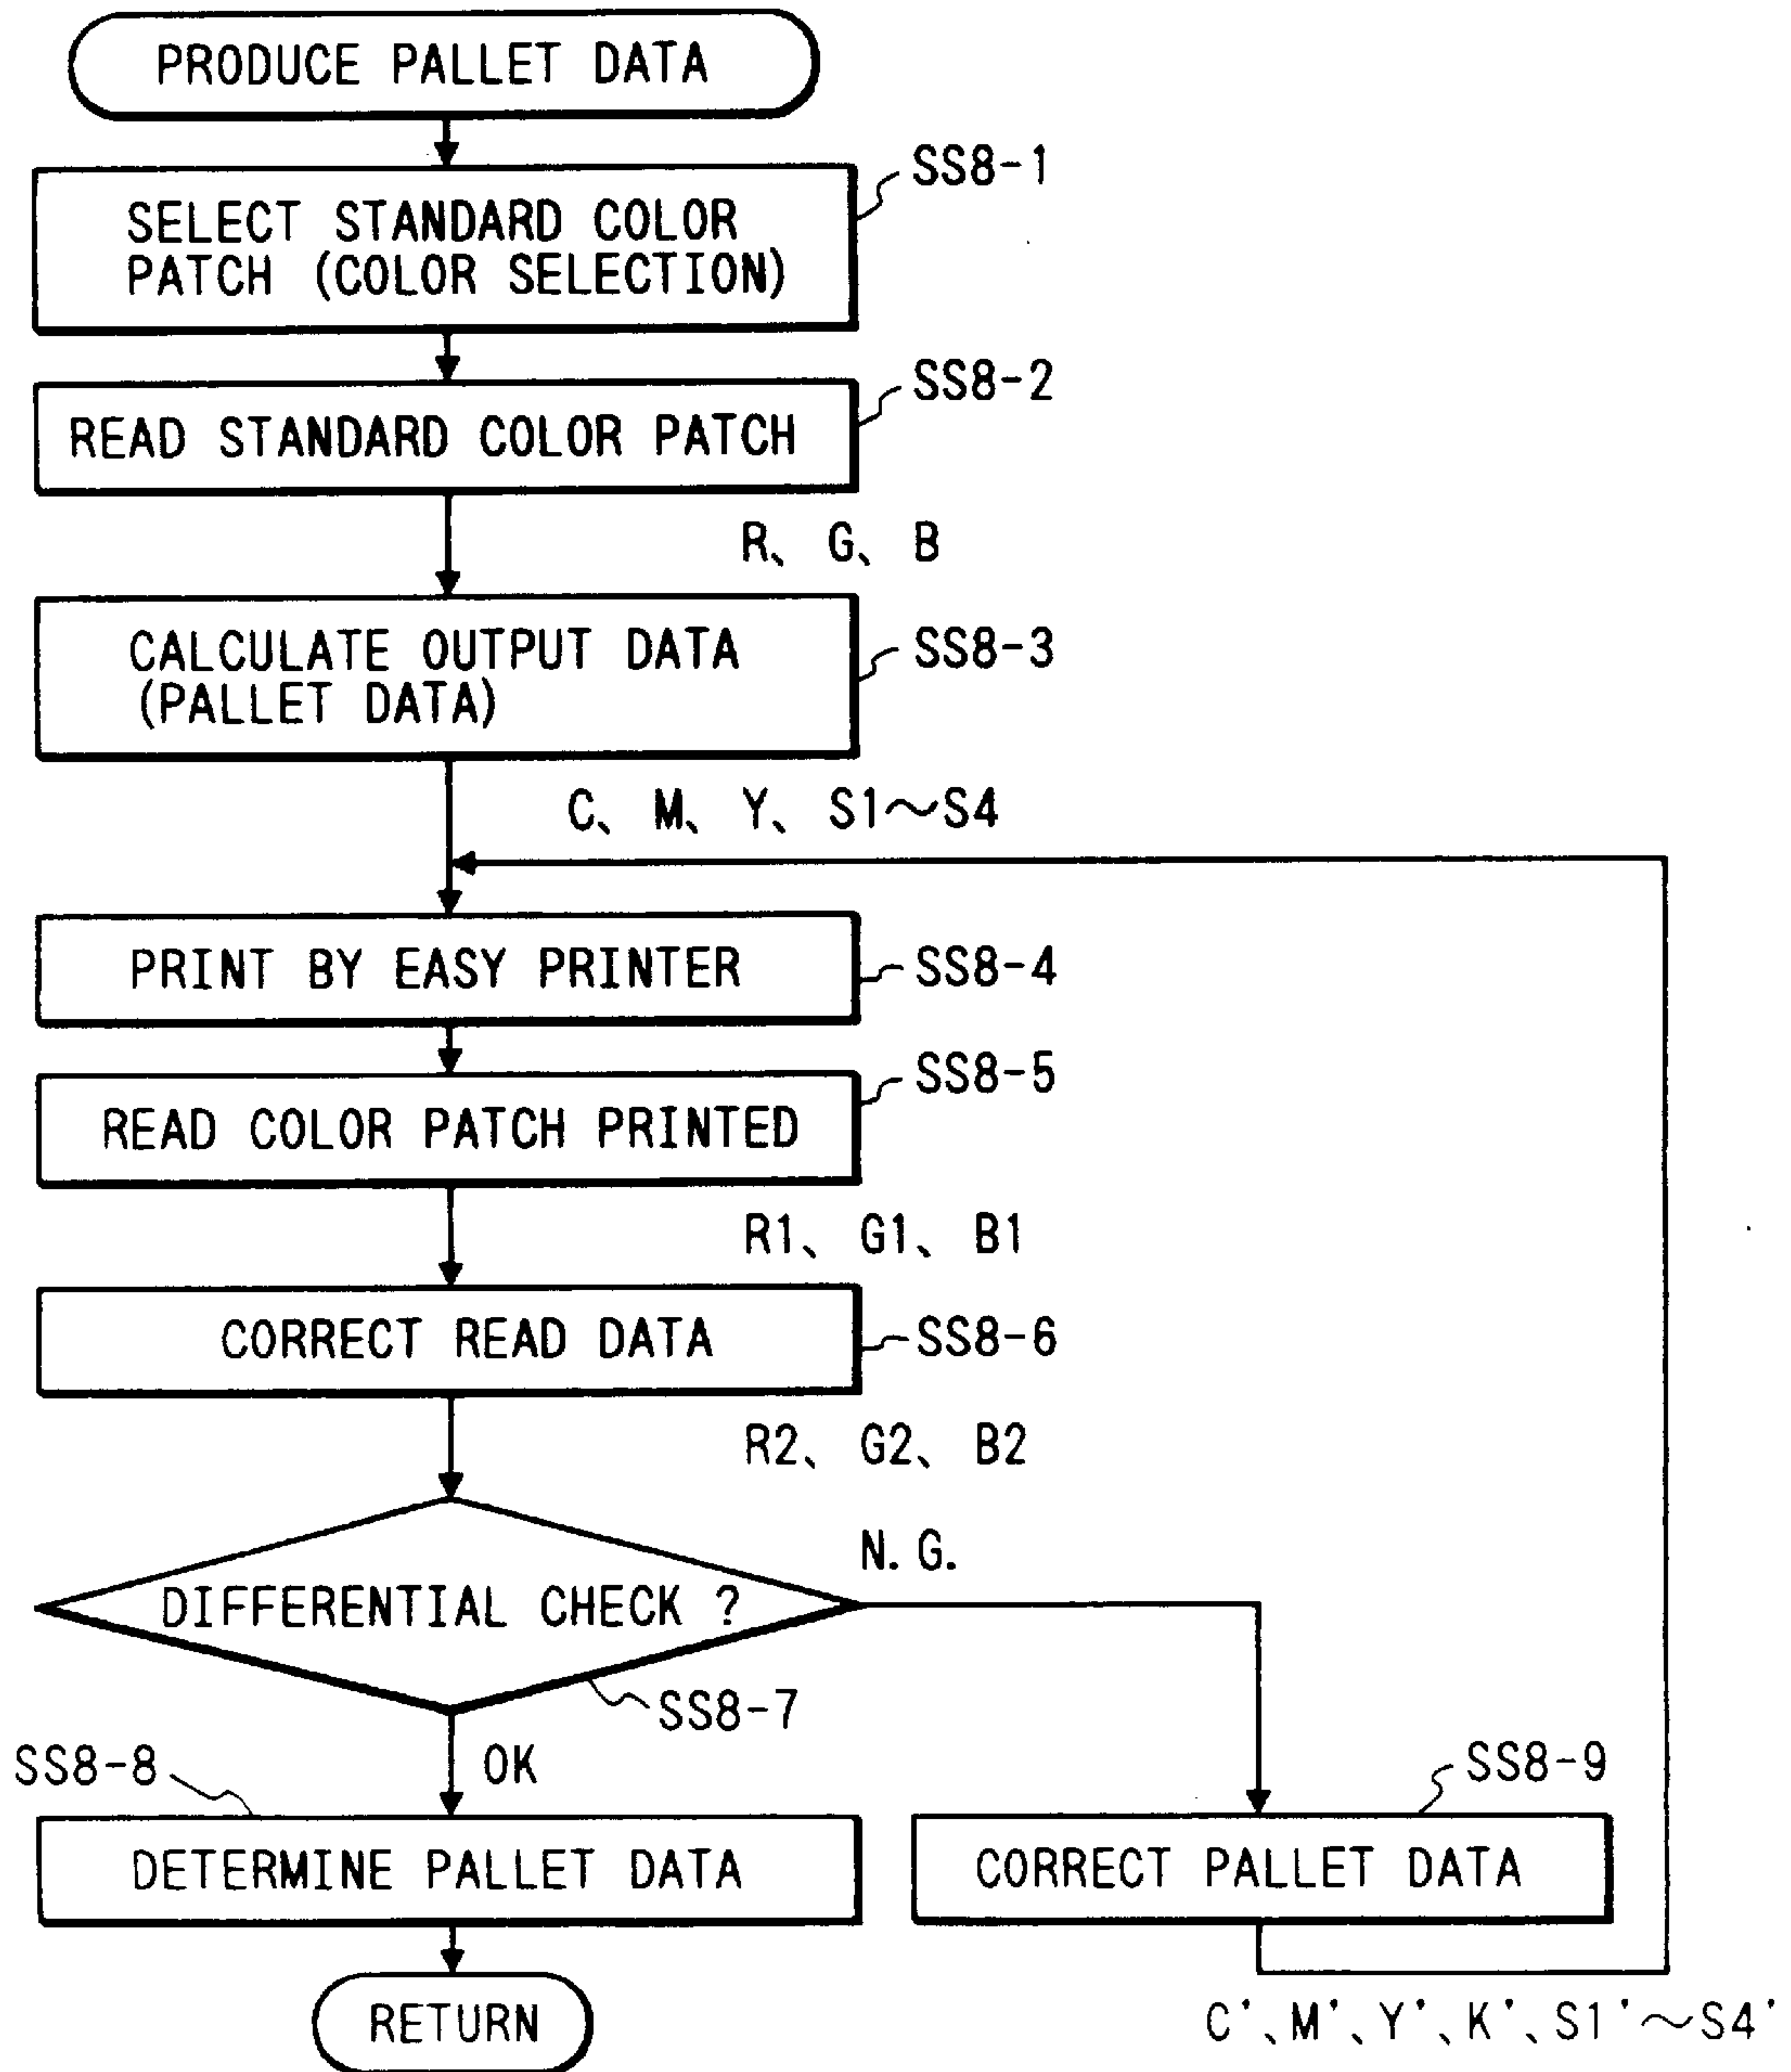 PRODUCE PALLET DATA
SS8-1
SELECT STANDARD COLOR
PATCH (COLOR SELECTION)
SS8-2
READ STANDARD COLOR PATCH
R、G、B
CALCULATE OUTPUT DATA
(PALLET DATA)
SS8-3
C、M、Y、S1～S4
PRINT BY EASY PRINTER
SS8-4
SS8-5
READ COLOR PATCH PRINTED
R1、G1、B1
CORRECT READ DATA
SS8-6
R2、G2、B2
N.G.
DIFFERENTIAL CHECK ?
SS8-7
OK
SS8-8
SS8-9
DETERMINE PALLET DATA
CORRECT PALLET DATA
RETURN
C'、M'、Y'、K'、S1'～S4'